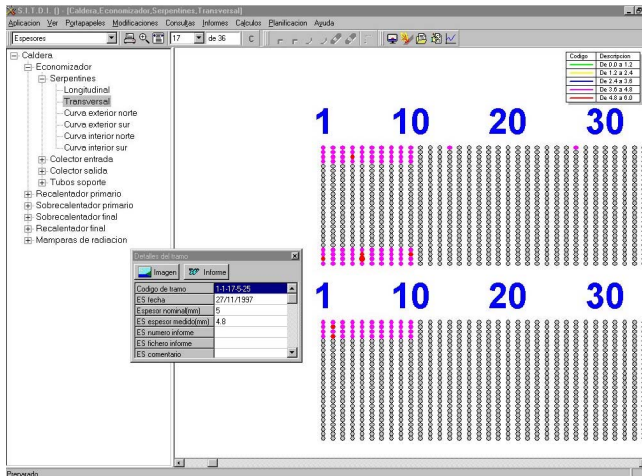 S.I.T.D.I. () - [Caldera,Economizador,Serpentines,Transversal]
Aplicacion Ver Portapapeles Modificaciones Consultas Informes Calculos Planificacion Ayuda
Espesores 17 de 36 C
Caldera
Economizador
Serpentines
Longitudinal
Transversal
Curva exterior norte
Curva exterior sur
Curva interior norte
Curva interior sur
Colector entrada
Colector salida
Tubos soporte
Recalentador primario
Sobrecalentador primario
Sobrecalentador final
Recalentador final
Mamparas de radiacion
Codigo Descripcion
De 0.0 a 1.2
De 1.2 a 2.4
De 2.4 a 3.6
De 3.6 a 4.8
De 4.8 a 6.0
1 10 20 30
Detalles del tramo
Imagen Informe
Codigo de tramo 1-1-17-5-25
ES fecha 27/11/1997
Espesor nominal(mm) 5
ES espesor medido(mm) 4.8
ES numero informe
ES fichero informe
ES comentario
1 10 20 30
Preparado